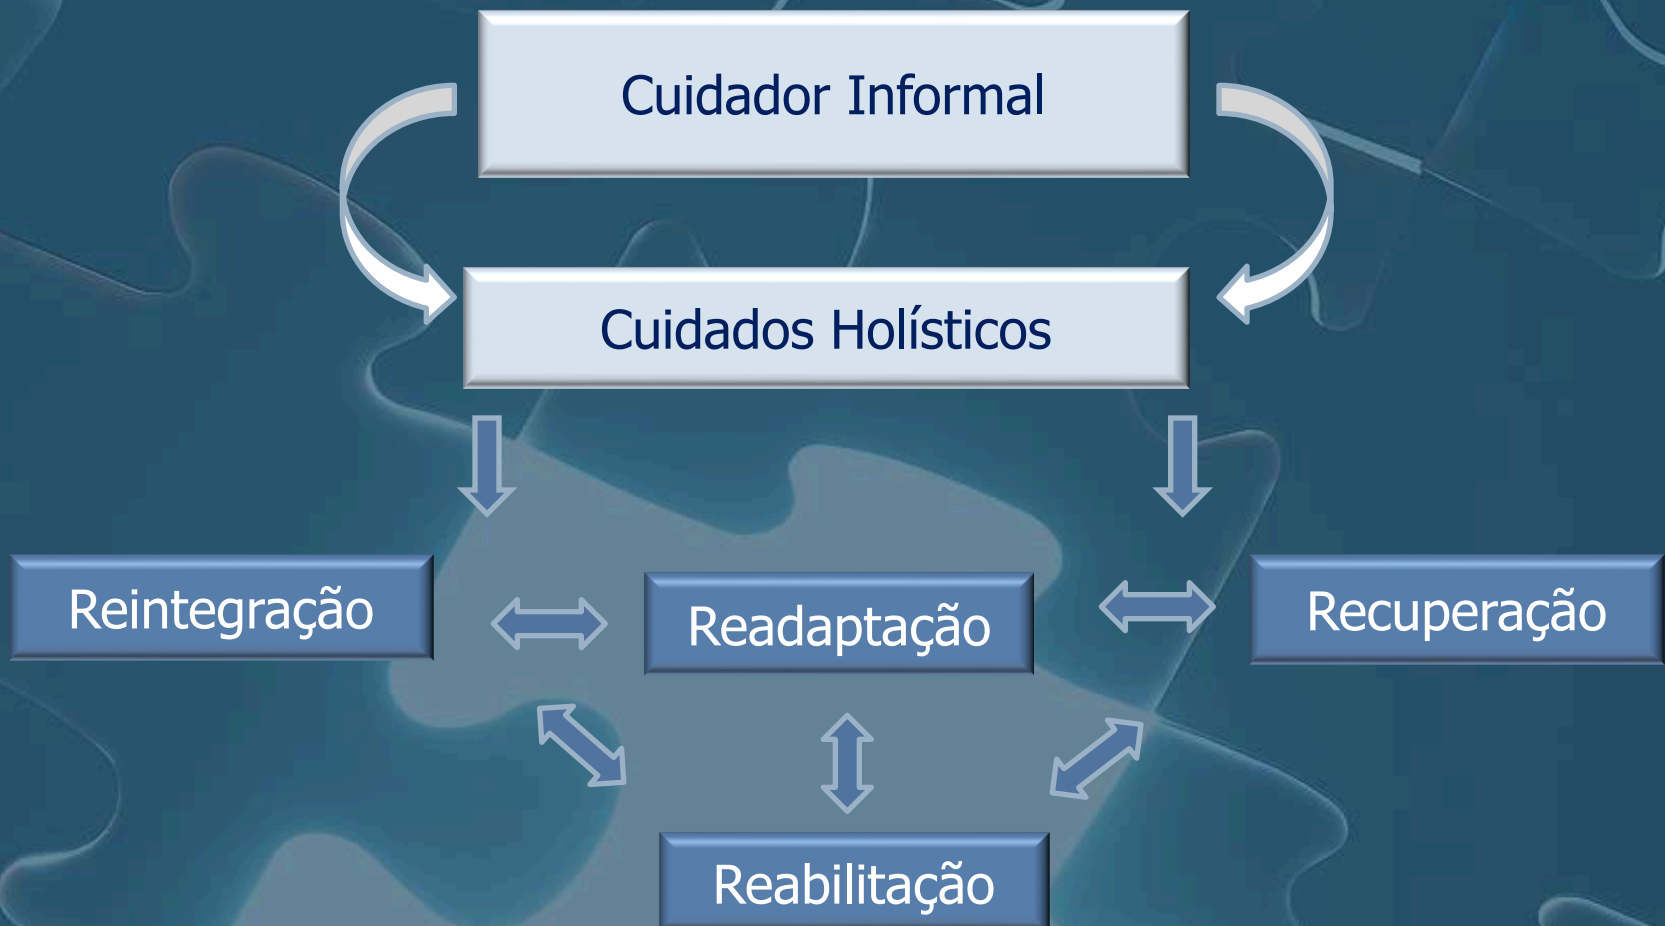 Cuidador Informal
Cuidados Holísticos
Reintegração
Readaptação
Recuperação
Reabilitação